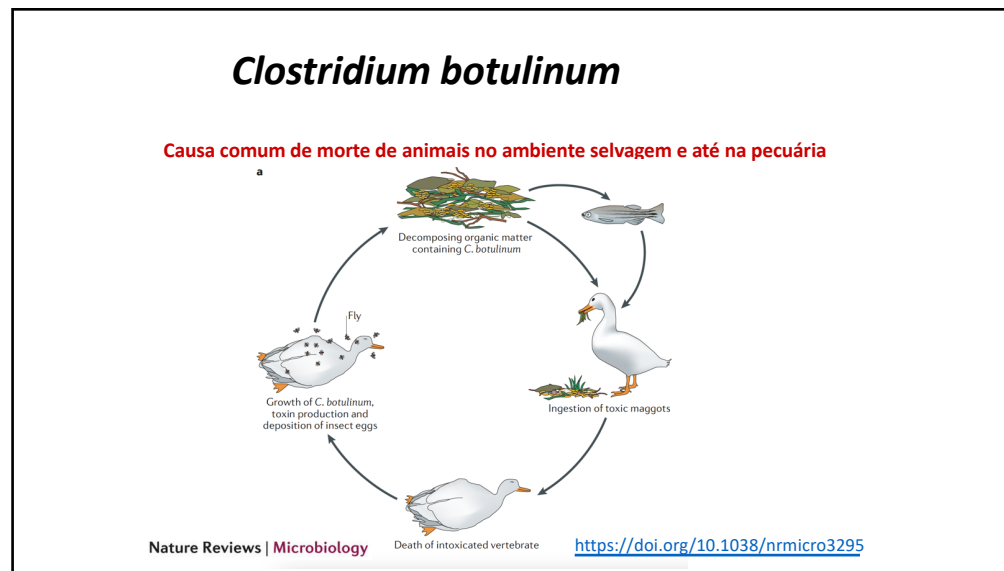 Clostridium botulinum
Causa comum de morte de animais no ambiente selvagem e até na pecuária
a
Decomposing organic matter
containing C. botulinum
Fly
Growth of C. botulinum,
toxin production and
deposition of insect eggs
Ingestion of toxic maggots
Death of intoxicated vertebrate
Nature Reviews | Microbiology
https://doi.org/10.1038/nrmicro3295